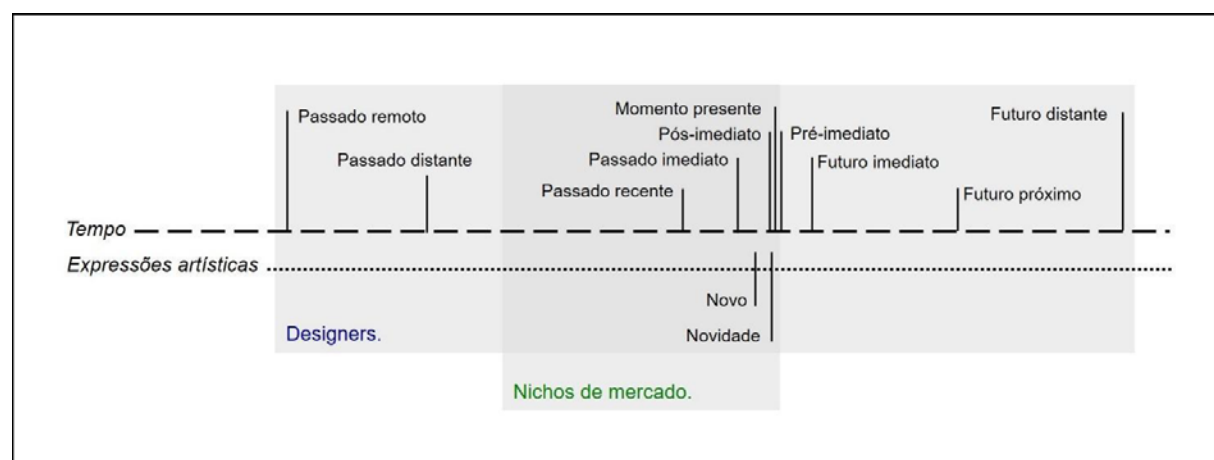 Momento presente
Futuro distante
Passado remoto
Pós-imediato
Pré-imediato
Passado distante
Passado imediato
Futuro imediato
Passado recente
Futuro próximo
Tempo
Expressões artísticas
Novo
Designers.
Novidade
Nichos de mercado.